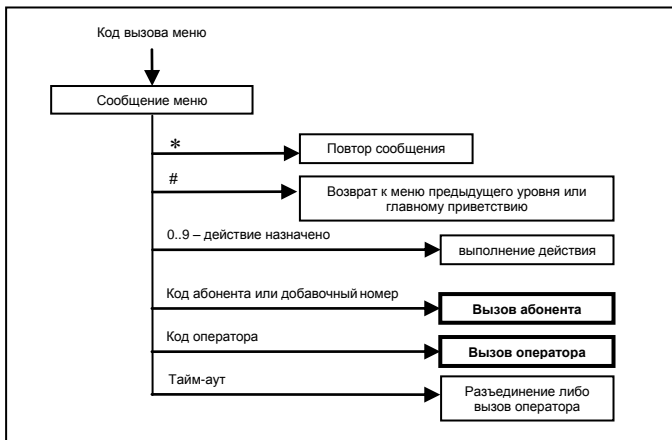 Код вызова меню
Сообщение меню
*
Повтор сообщения
#
Возврат к меню предыдущего уровня или
главному приветствию
0..9 – действие назначено
выполнение действия
Код абонента или добавочный номер
Вызов абонента
Код оператора
Вызов оператора
Тайм-аут
Разъединение либо
вызов оператора